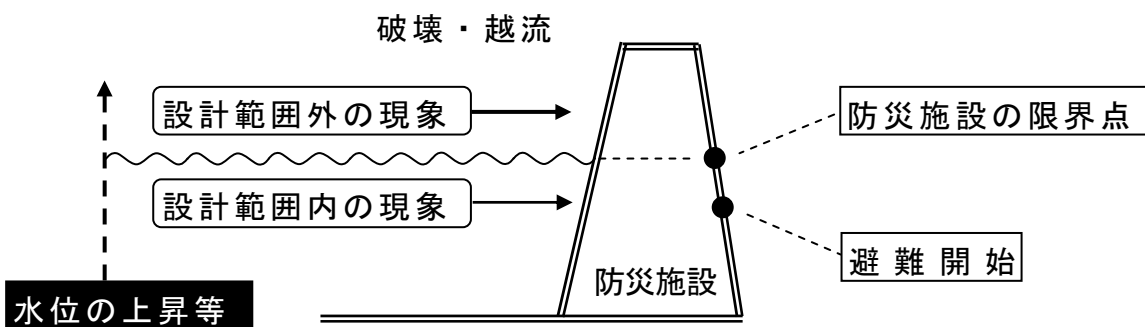 破壊・越流
設計範囲外の現象
防災施設の限界点
設計範囲内の現象
避難開始
防災施設
水位の上昇等